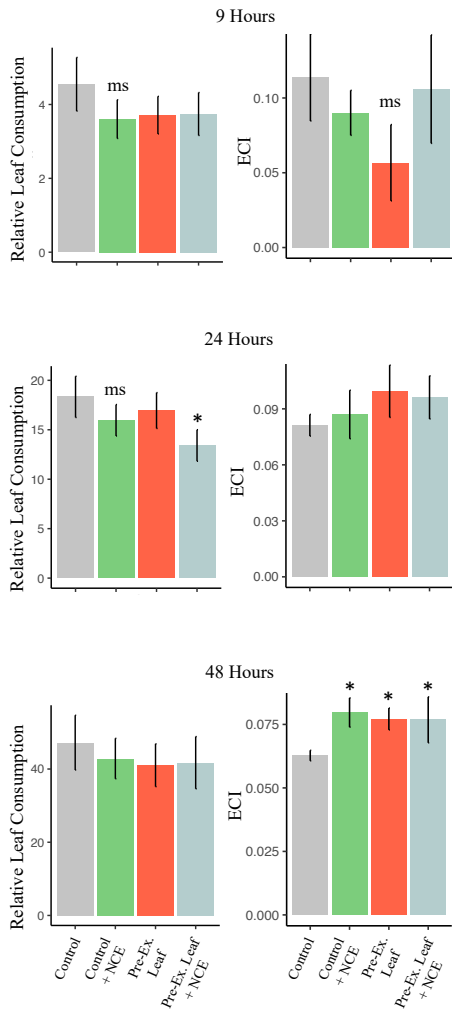 9 Hours
Relative Leaf Consumption
4
2
0
ms
ECI
0.10
0.05
0.00
ms
24 Hours
Relative Leaf Consumption
20
15
10
5
0
ms
*
ECI
0.09
0.06
0.03
0.00
48 Hours
Relative Leaf Consumption
40
20
0
ECI
0.075
0.050
0.025
0.000
*
*
*
Control
Control
+ NCE
Pre-Ex.
Leaf
Pre-Ex. Leaf
+ NCE
Control
Control
+ NCE
Pre-Ex.
Leaf
Pre-Ex. Leaf
+ NCE